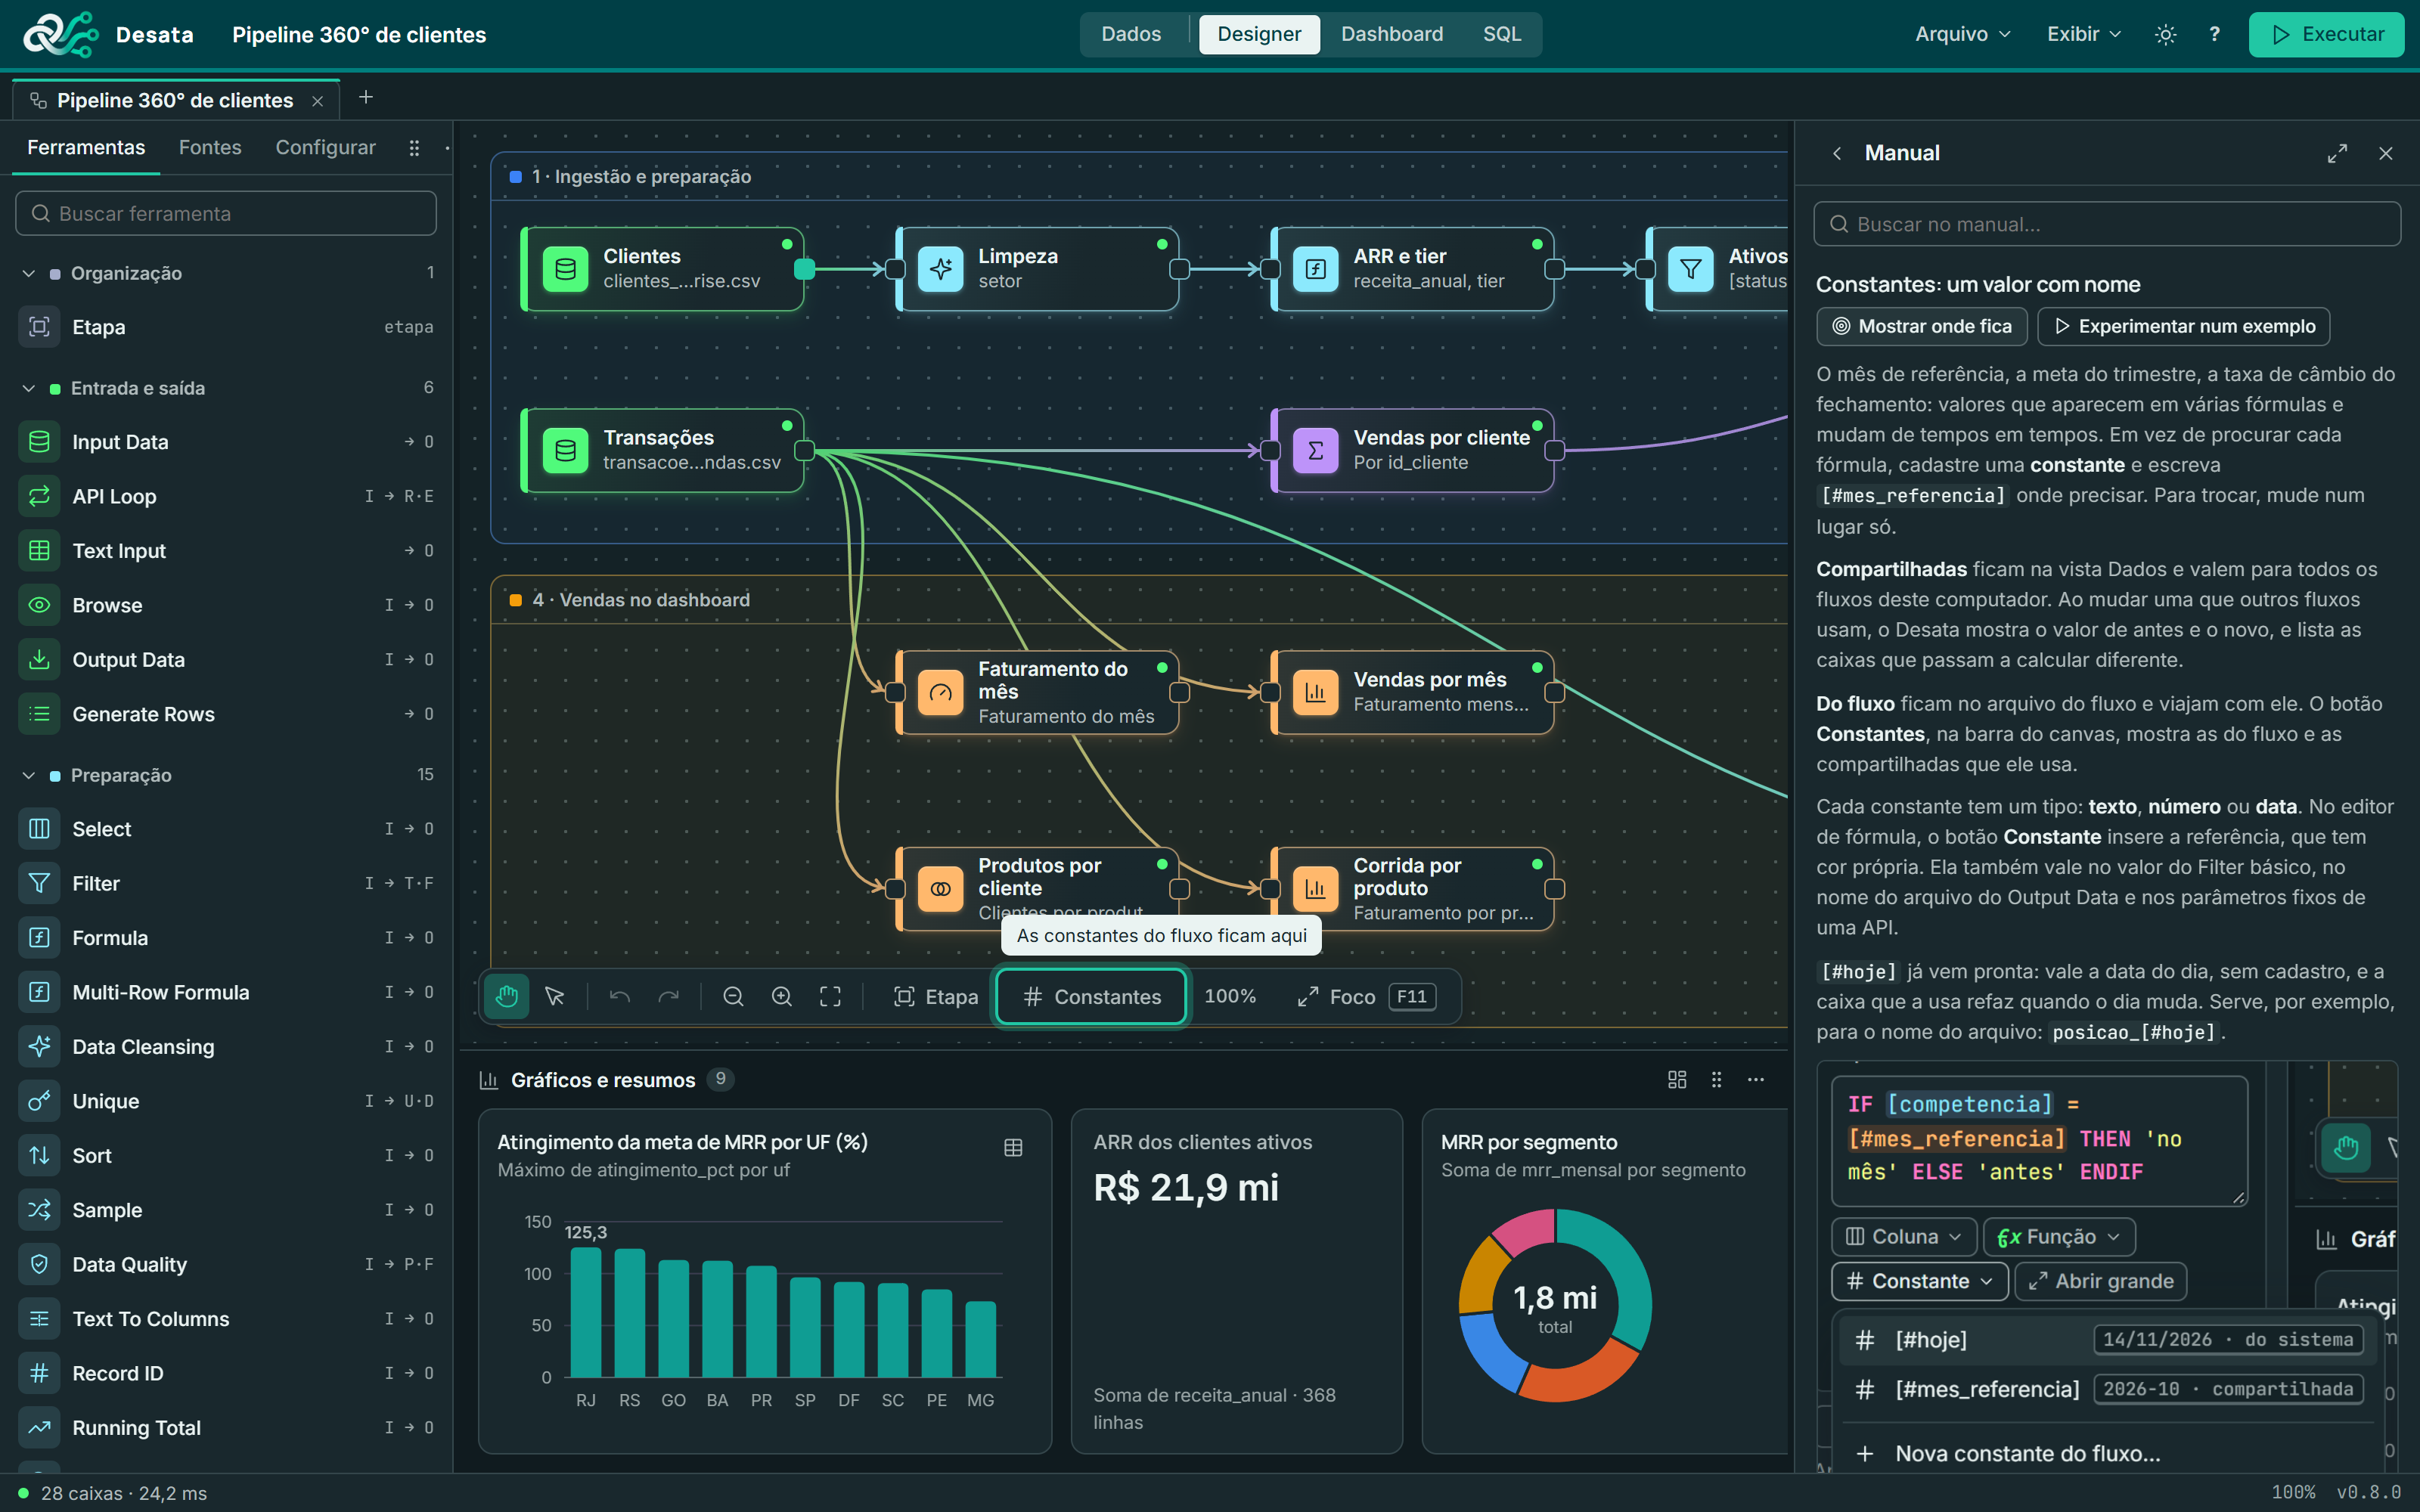 Desata
Pipeline 360° de clientes
Dados
Designer
Dashboard
SQL
Arquivo
Exibir
?
Executar
Pipeline 360° de clientes
Ferramentas
Fontes
Configurar
Buscar ferramenta
Organização 1
Etapa etapa
Entrada e saída 6
Input Data → O
API Loop I → R·E
Text Input → O
Browse I → O
Output Data I → O
Generate Rows → O
Preparação 15
Select I → O
Filter I → T·F
Formula I → O
Multi-Row Formula I → O
Data Cleansing I → O
Unique I → U·D
Sort I → O
Sample I → O
Data Quality I → P·F
Text To Columns I → O
Record ID I → O
Running Total I → O
1 · Ingestão e preparação
Clientes
clientes_...rise.csv
Limpeza
setor
ARR e tier
receita_anual, tier
Ativos
[status
Transações
transacoe...ndas.csv
Vendas por cliente
Por id_cliente
4 · Vendas no dashboard
Faturamento do
mês
Faturamento do mês
Vendas por mês
Faturamento mens...
Produtos por
cliente
Clientes por produt
Corrida por
produto
Faturamento por pr...
As constantes do fluxo ficam aqui
Etapa
Constantes
100%
Foco F11
Gráficos e resumos 9
Atingimento da meta de MRR por UF (%)
Máximo de atingimento_pct por uf
150
125,3
100
50
0
RJ RS GO BA PR SP DF SC PE MG
ARR dos clientes ativos
R$ 21,9 mi
Soma de receita_anual · 368
linhas
MRR por segmento
Soma de mrr_mensal por segmento
1,8 mi
total
Manual
Buscar no manual...
Constantes: um valor com nome
Mostrar onde fica
Experimentar num exemplo
O mês de referência, a meta do trimestre, a taxa de câmbio do
fechamento: valores que aparecem em várias fórmulas e
mudam de tempos em tempos. Em vez de procurar cada
fórmula, cadastre uma constante e escreva
[#mes_referencia] onde precisar. Para trocar, mude num
lugar só.
Compartilhadas ficam na vista Dados e valem para todos os
fluxos deste computador. Ao mudar uma que outros fluxos
usam, o Desata mostra o valor de antes e o novo, e lista as
caixas que passam a calcular diferente.
Do fluxo ficam no arquivo do fluxo e viajam com ele. O botão
Constantes, na barra do canvas, mostra as do fluxo e as
compartilhadas que ele usa.
Cada constante tem um tipo: texto, número ou data. No editor
de fórmula, o botão Constante insere a referência, que tem
cor própria. Ela também vale no valor do Filter básico, no
nome do arquivo do Output Data e nos parâmetros fixos de
uma API.
[#hoje] já vem pronta: vale a data do dia, sem cadastro, e a
caixa que a usa refaz quando o dia muda. Serve, por exemplo,
para o nome do arquivo: posicao_[#hoje].
IF [competencia] =
[#mes_referencia] THEN 'no
mês' ELSE 'antes' ENDIF
Coluna
fx Função
# Constante
Abrir grande
Gráf
Atingi
# [#hoje] 14/11/2026 · do sistema
# [#mes_referencia] 2026-10 · compartilhada
+ Nova constante do fluxo...
28 caixas · 24,2 ms
100% v0.8.0